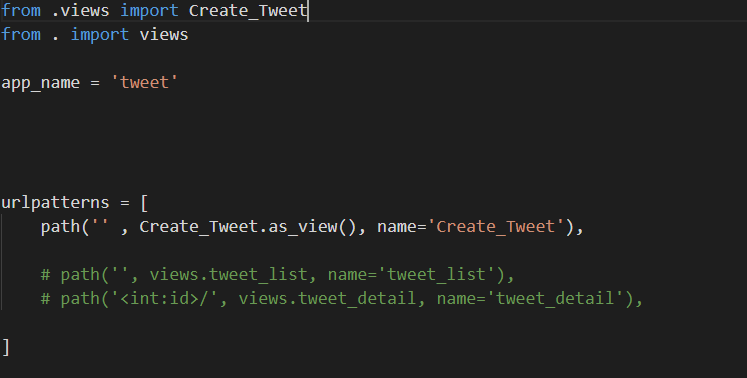 from .views import Create_Tweet
from . import views
app_name = 'tweet'
urlpatterns = [
path('' , Create_Tweet.as_view(), name='Create_Tweet'),
# path('', views.tweet_list, name='tweet_list'),
# path('<int:id>/', views.tweet_detail, name='tweet_detail'),
]